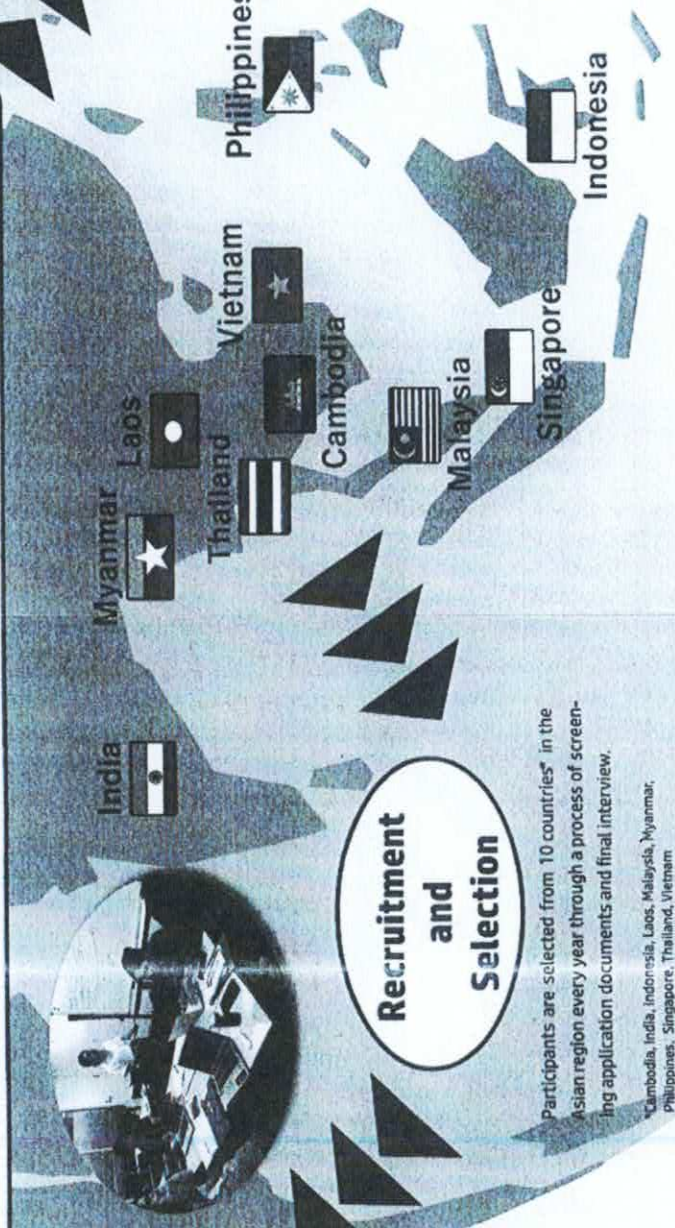 Philippines
Vietnam
Laos
Myanmar
Thailand
Cambodia
India
Malaysia
Singapore
Indonesia
Recruitment
and
Selection
Participants are selected from 10 countries* in the
Asian region every year through a process of screen-
ing application documents and final interview.
*Cambodia, India, Indonesia, Laos, Malaysia, Myanmar,
Philippines, Singapore, Thailand, Vietnam